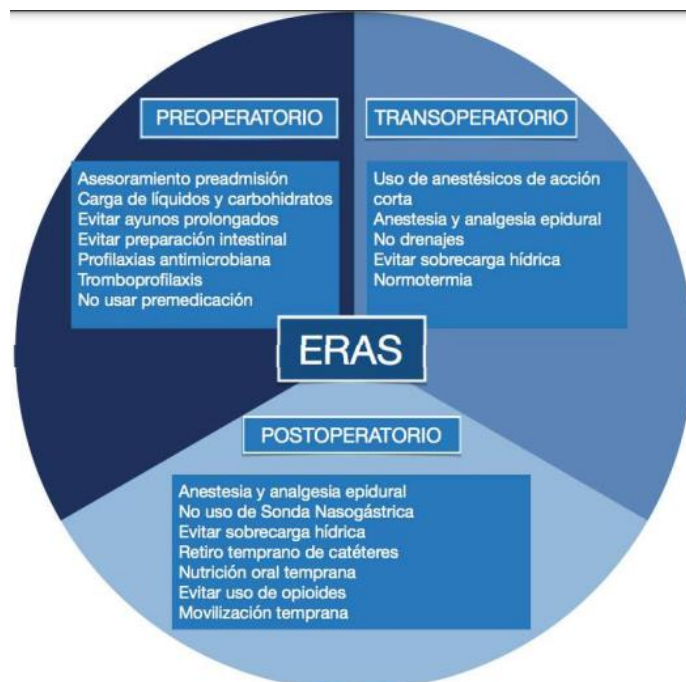 PREOPERATORIO
Asesoramiento preadmisión
Carga de líquidos y carbohidratos
Evitar ayunos prolongados
Evitar preparación intestinal
Profilaxias antimicrobiana
Tromboprofilaxis
No usar premedicación
TRANSOPERATORIO
Uso de anestésicos de acción
corta
Anestesia y analgesia epidural
No drenajes
Evitar sobrecarga hídrica
Normotermia
ERAS
POSTOPERATORIO
Anestesia y analgesia epidural
No uso de Sonda Nasogástrica
Evitar sobrecarga hídrica
Retiro temprano de catéteres
Nutrición oral temprana
Evitar uso de opioides
Movilización temprana